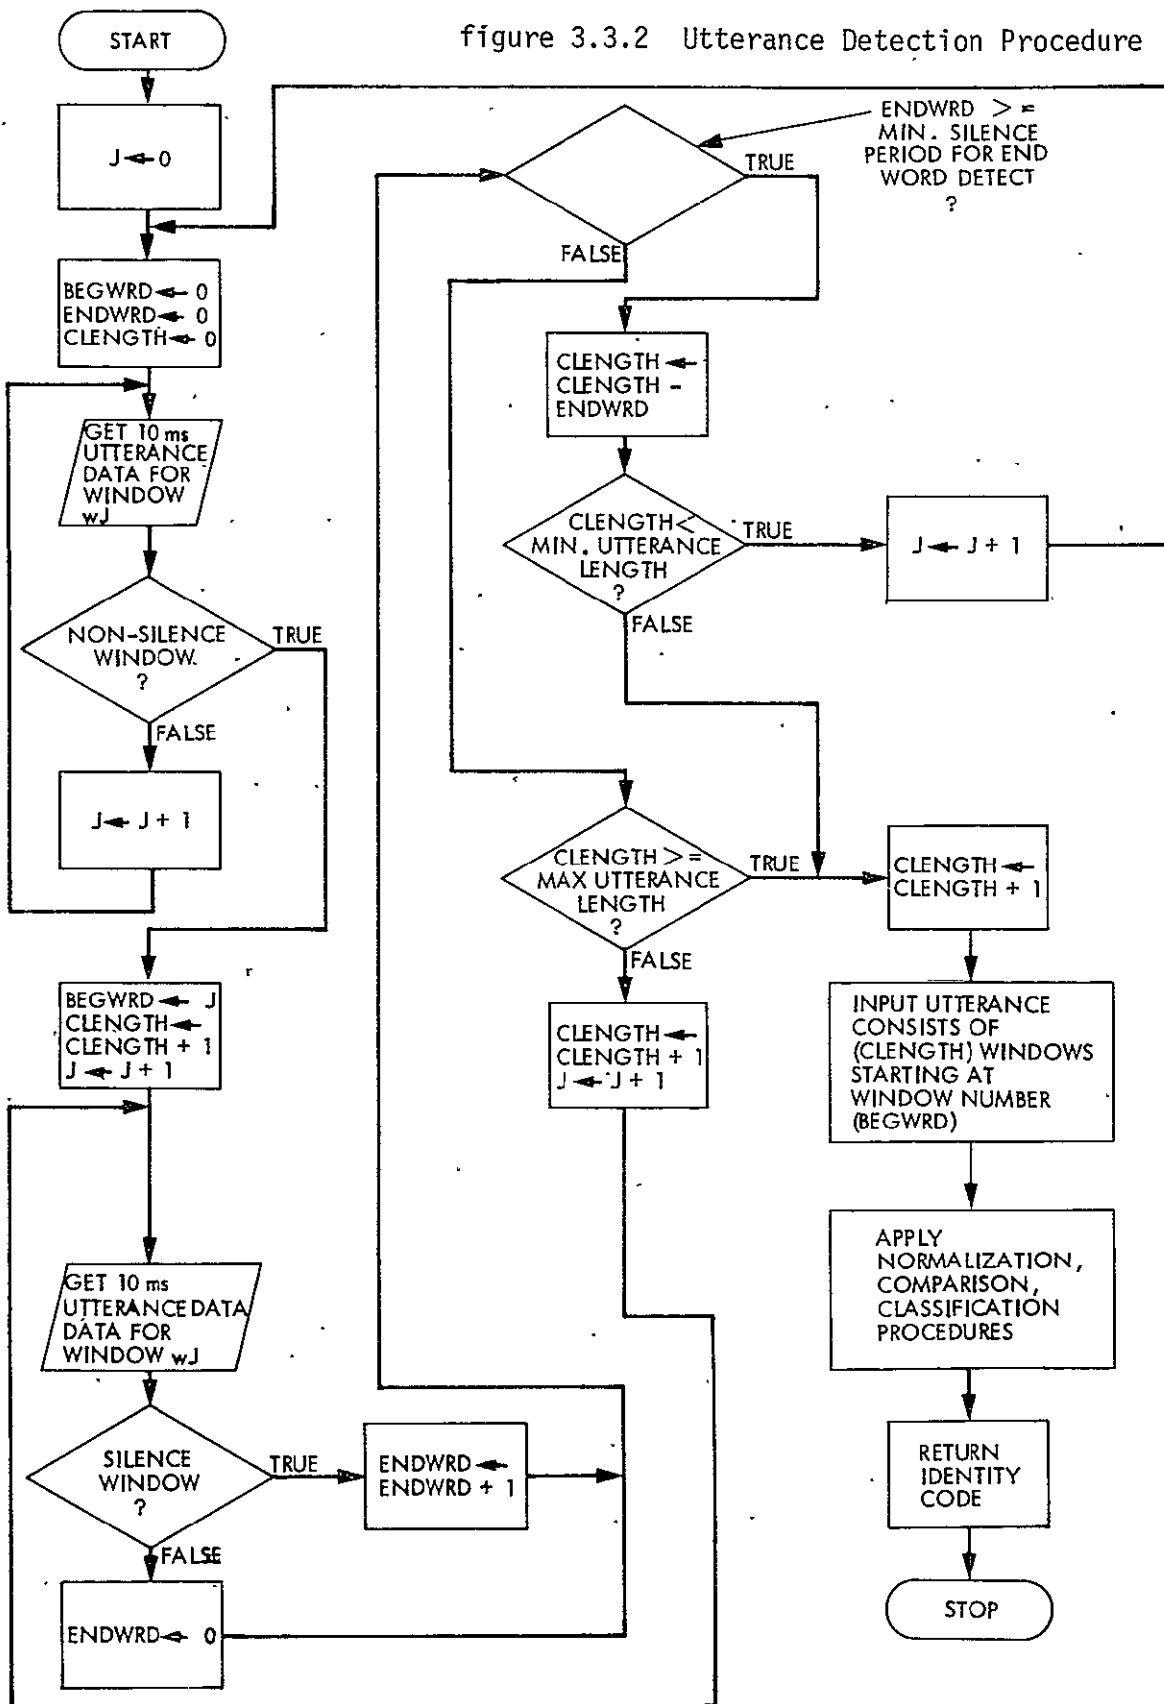 figure 3.3.2 Utterance Detection Procedure
START
J ← 0
BEGWRD ← 0
ENDWRD ← 0
CLENGTH ← 0
GET 10 ms
UTTERANCE
DATA FOR
WINDOW
wJ
NON-SILENCE
WINDOW
?
TRUE
FALSE
J ← J + 1
BEGWRD ← J
CLENGTH ←
CLENGTH + 1
J ← J + 1
GET 10 ms
UTTERANCE DATA
DATA FOR
WINDOW wJ
SILENCE
WINDOW
?
TRUE
FALSE
ENDWRD ←
ENDWRD + 1
ENDWRD ← 0
ENDWRD > =
MIN. SILENCE
PERIOD FOR END
WORD DETECT
?
TRUE
FALSE
CLENGTH ←
CLENGTH -
ENDWRD
CLENGTH <
MIN. UTTERANCE
LENGTH
?
TRUE
FALSE
J ← J + 1
CLENGTH > =
MAX UTTERANCE
LENGTH
?
TRUE
FALSE
CLENGTH ←
CLENGTH + 1
J ← J + 1
CLENGTH ←
CLENGTH + 1
INPUT UTTERANCE
CONSISTS OF
(CLENGTH) WINDOWS
STARTING AT
WINDOW NUMBER
(BEGWRD)
APPLY
NORMALIZATION,
COMPARISON,
CLASSIFICATION
PROCEDURES
RETURN
IDENTITY
CODE
STOP